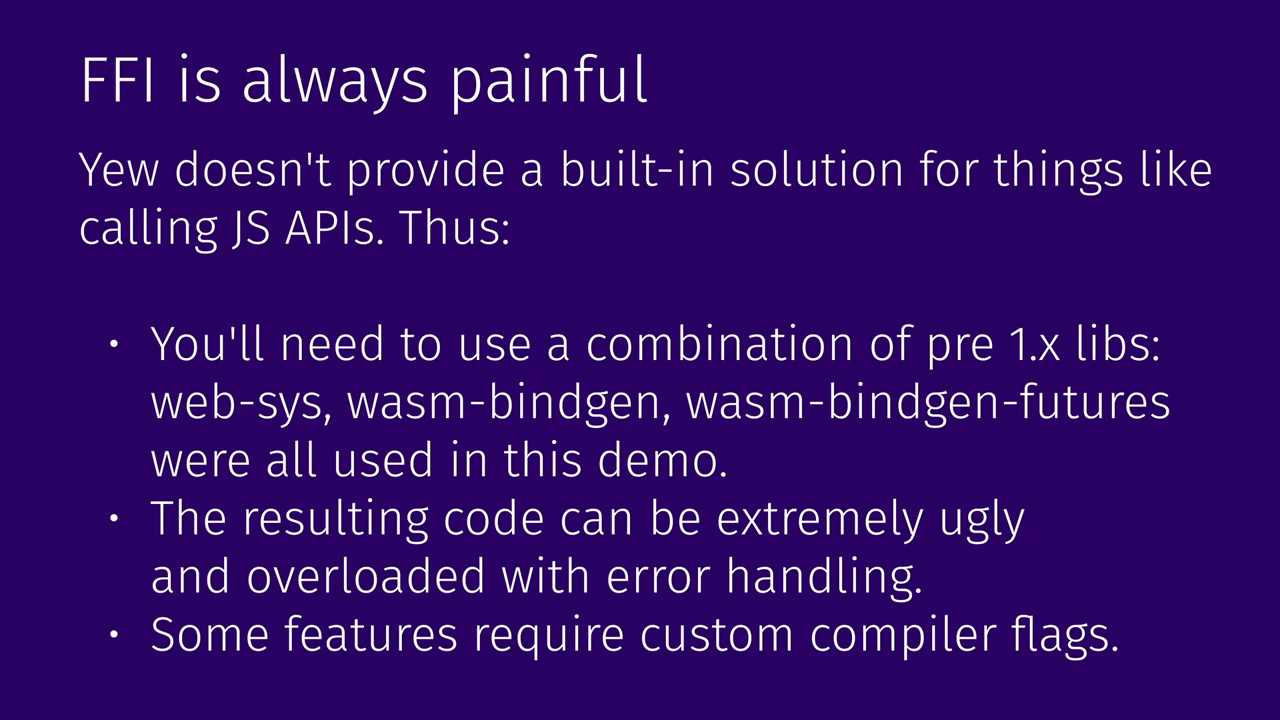 FFI is always painful
Yew doesn't provide a built-in solution for things like
calling JS APIs. Thus:
• You'll need to use a combination of pre 1.x libs:
web-sys, wasm-bindgen, wasm-bindgen-futures
were all used in this demo.
• The resulting code can be extremely ugly
and overloaded with error handling.
• Some features require custom compiler flags.